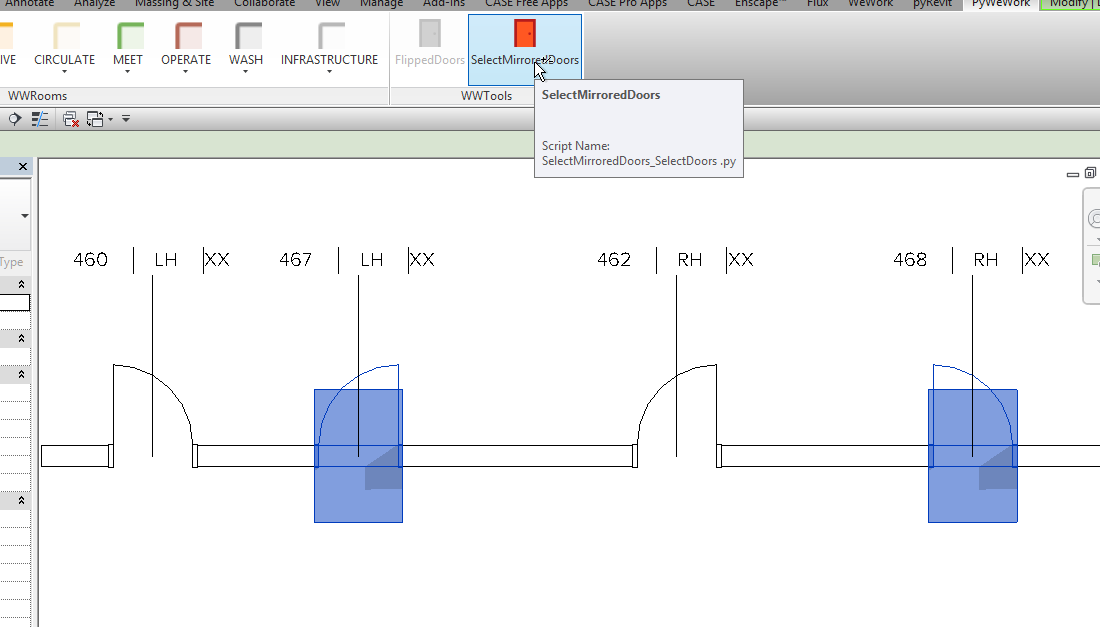 Annotate Analyze Massing & Site Collaborate View Manage Add-Ins CASE Free Apps CASE Pro Apps CASE Enscape™ Flux WeWork pyRevit PyWeWork Modify |
IVE CIRCULATE MEET OPERATE WASH INFRASTRUCTURE FlippedDoors SelectMirroredDoors
WWRooms WWTools
SelectMirroredDoors
Script Name:
SelectMirroredDoors_SelectDoors .py
Type
460 LH XX 467 LH XX 462 RH XX 468 RH XX